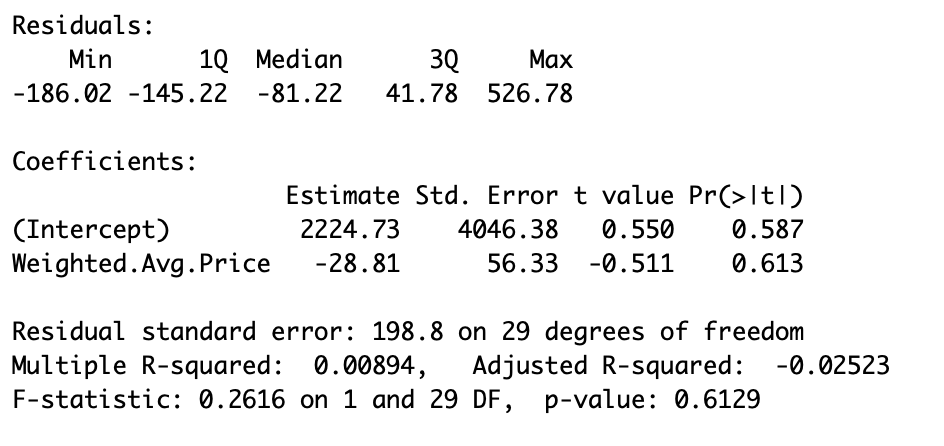 Residuals:
    Min      1Q  Median      3Q     Max
-186.02 -145.22  -81.22   41.78  526.78

Coefficients:
                   Estimate Std. Error t value Pr(>|t|)
(Intercept)         2224.73    4046.38   0.550    0.587
Weighted.Avg.Price   -28.81      56.33  -0.511    0.613

Residual standard error: 198.8 on 29 degrees of freedom
Multiple R-squared:  0.00894,   Adjusted R-squared:  -0.02523
F-statistic: 0.2616 on 1 and 29 DF,  p-value: 0.6129